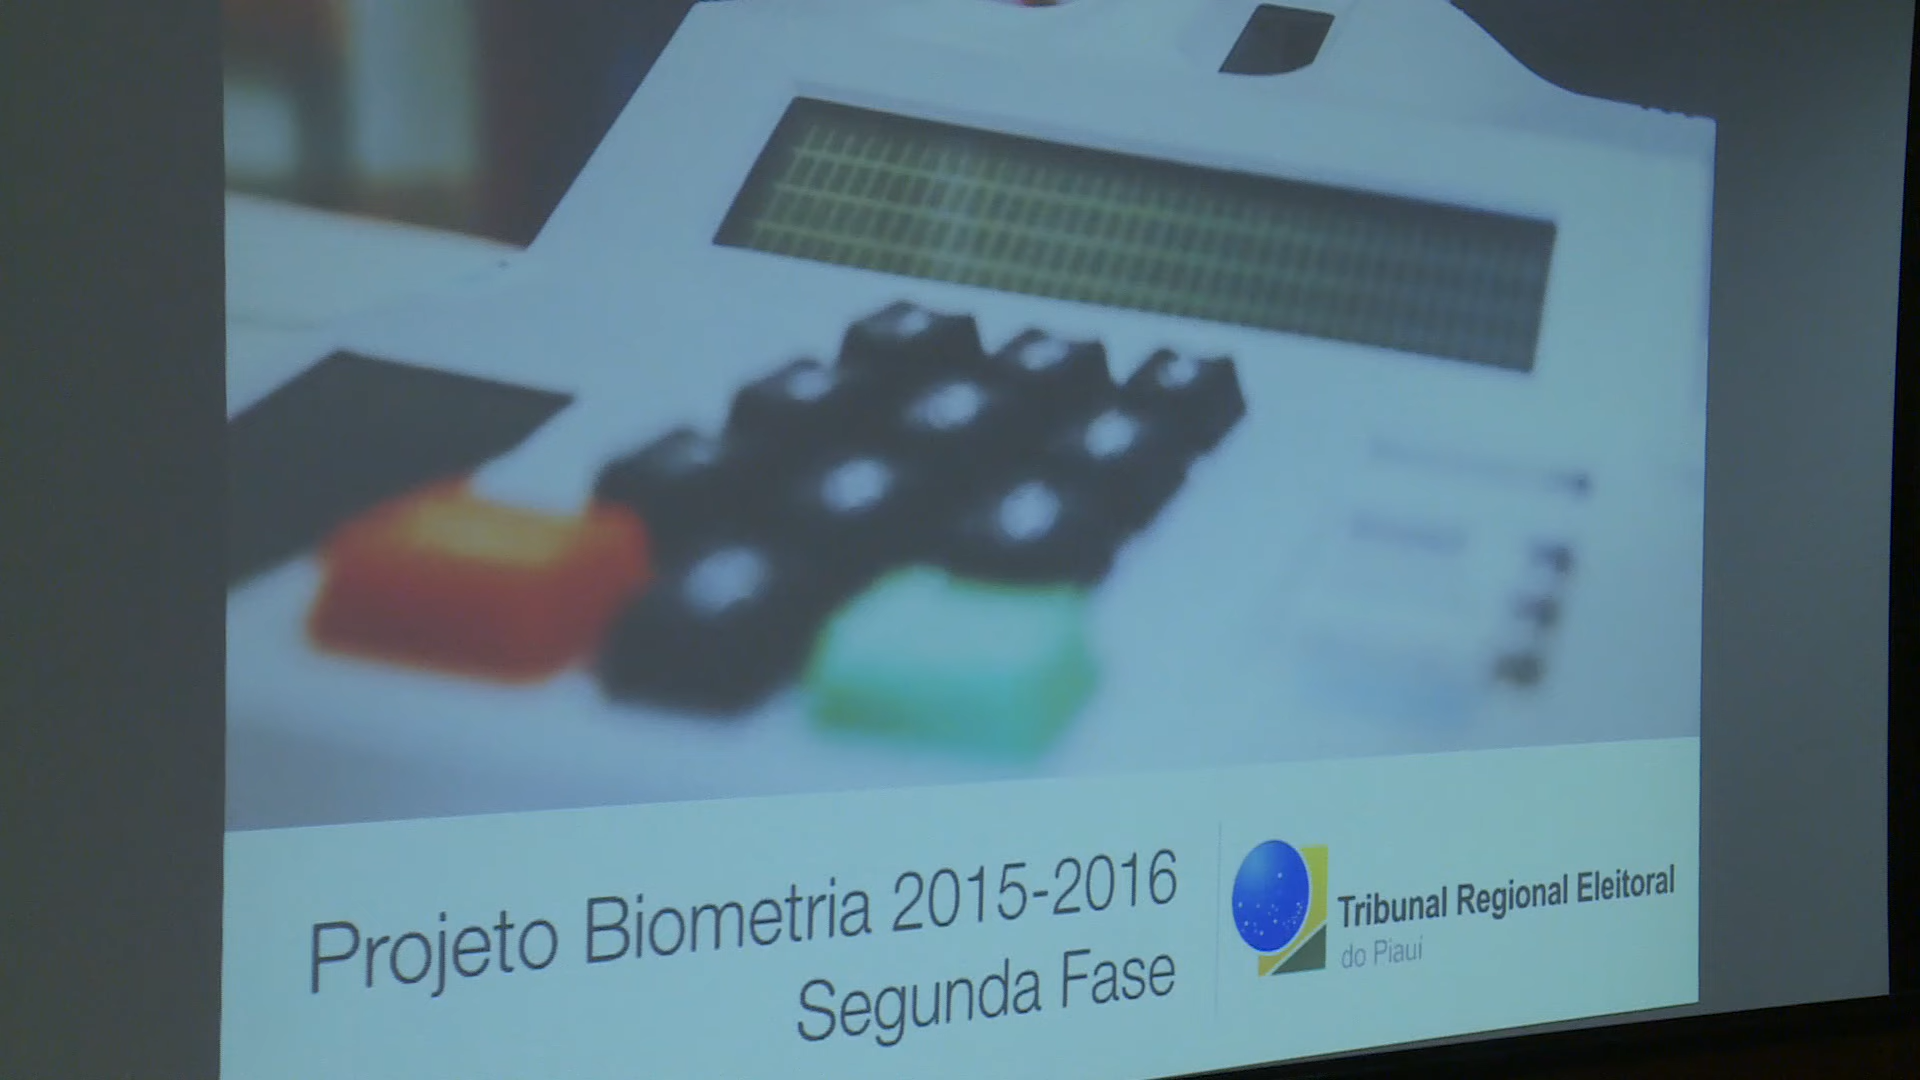 Projeto Biometria 2015-2016
Segunda Fase
Tribunal Regional Eleitoral
do Piauí